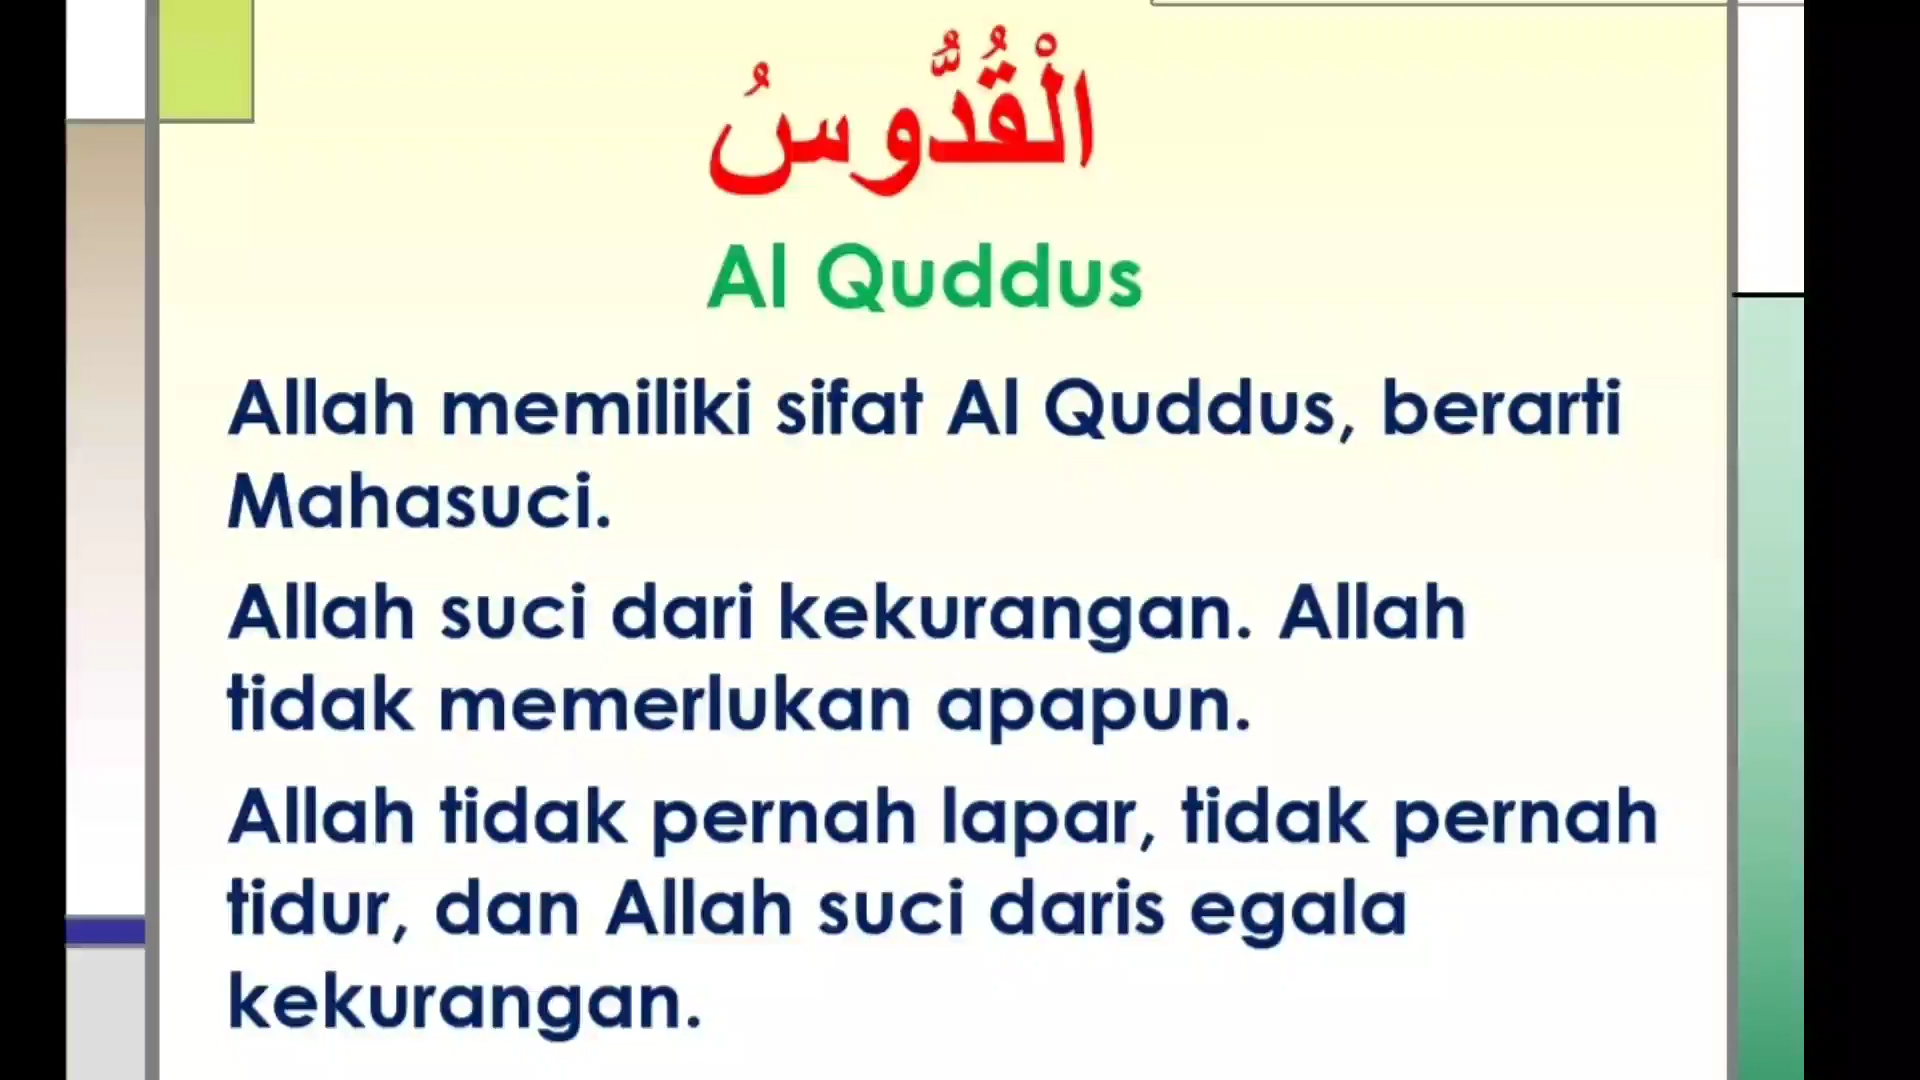 الْقُدُّوسُ
Al Quddus
Allah memiliki sifat Al Quddus, berarti
Mahasuci.
Allah suci dari kekurangan. Allah
tidak memerlukan apapun.
Allah tidak pernah lapar, tidak pernah
tidur, dan Allah suci daris egala
kekurangan.